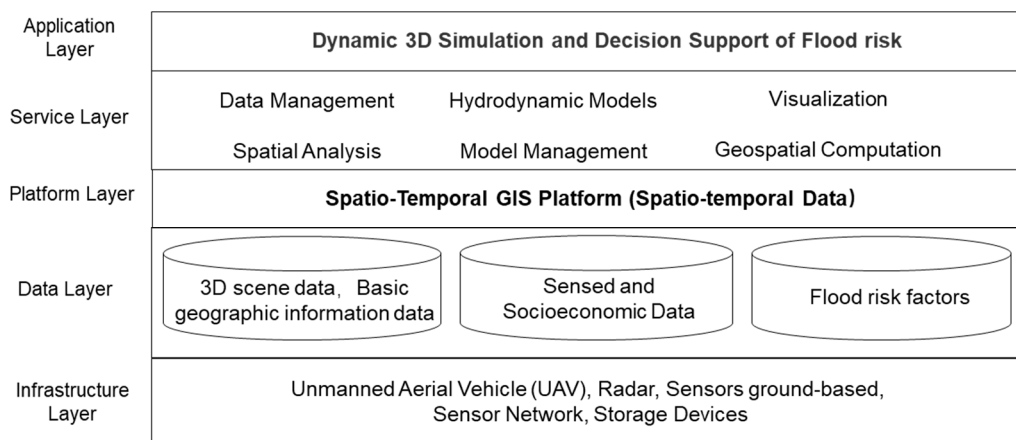 Application
Layer
Dynamic 3D Simulation and Decision Support of Flood risk
Service Layer
Data Management Hydrodynamic Models Visualization
Spatial Analysis Model Management Geospatial Computation
Platform Layer
Spatio-Temporal GIS Platform (Spatio-temporal Data)
Data Layer
3D scene data, Basic
geographic information data
Sensed and
Socioeconomic Data
Flood risk factors
Infrastructure
Layer
Unmanned Aerial Vehicle (UAV), Radar, Sensors ground-based,
Sensor Network, Storage Devices